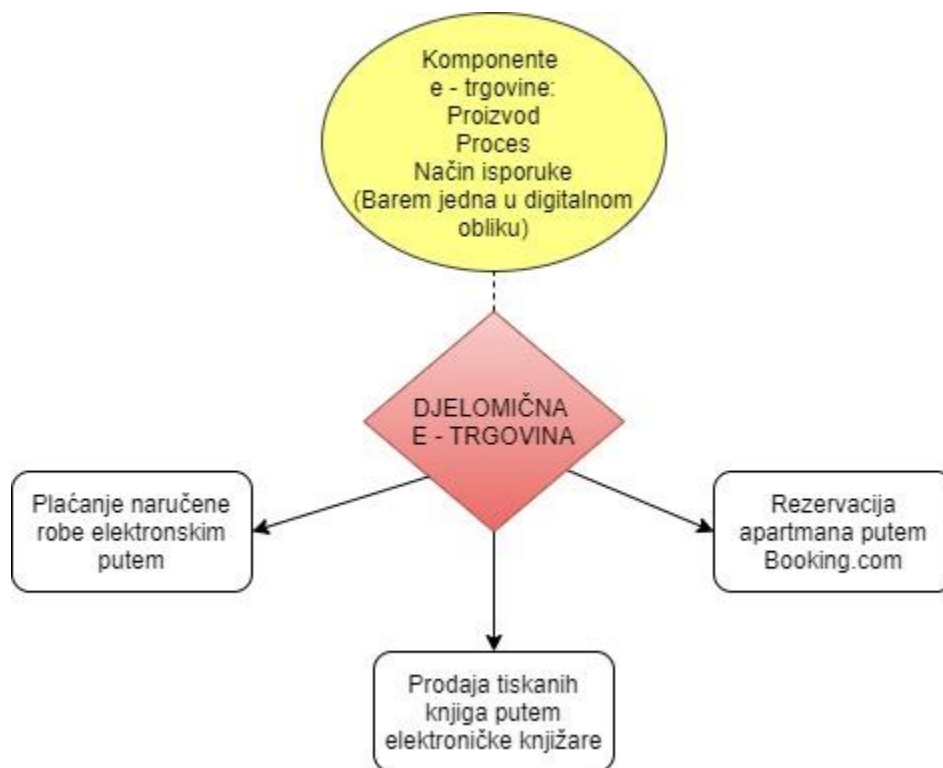 Komponente
e - trgovine:
Proizvod
Proces
Način isporuke
(Barem jedna u digitalnom
obliku)
DJELOMIČNA
E - TRGOVINA
Plaćanje naručene
robe elektronskim
putem
Prodaja tiskanih
knjiga putem
elektroničke knjižare
Rezervacija
apartmana putem
Booking.com